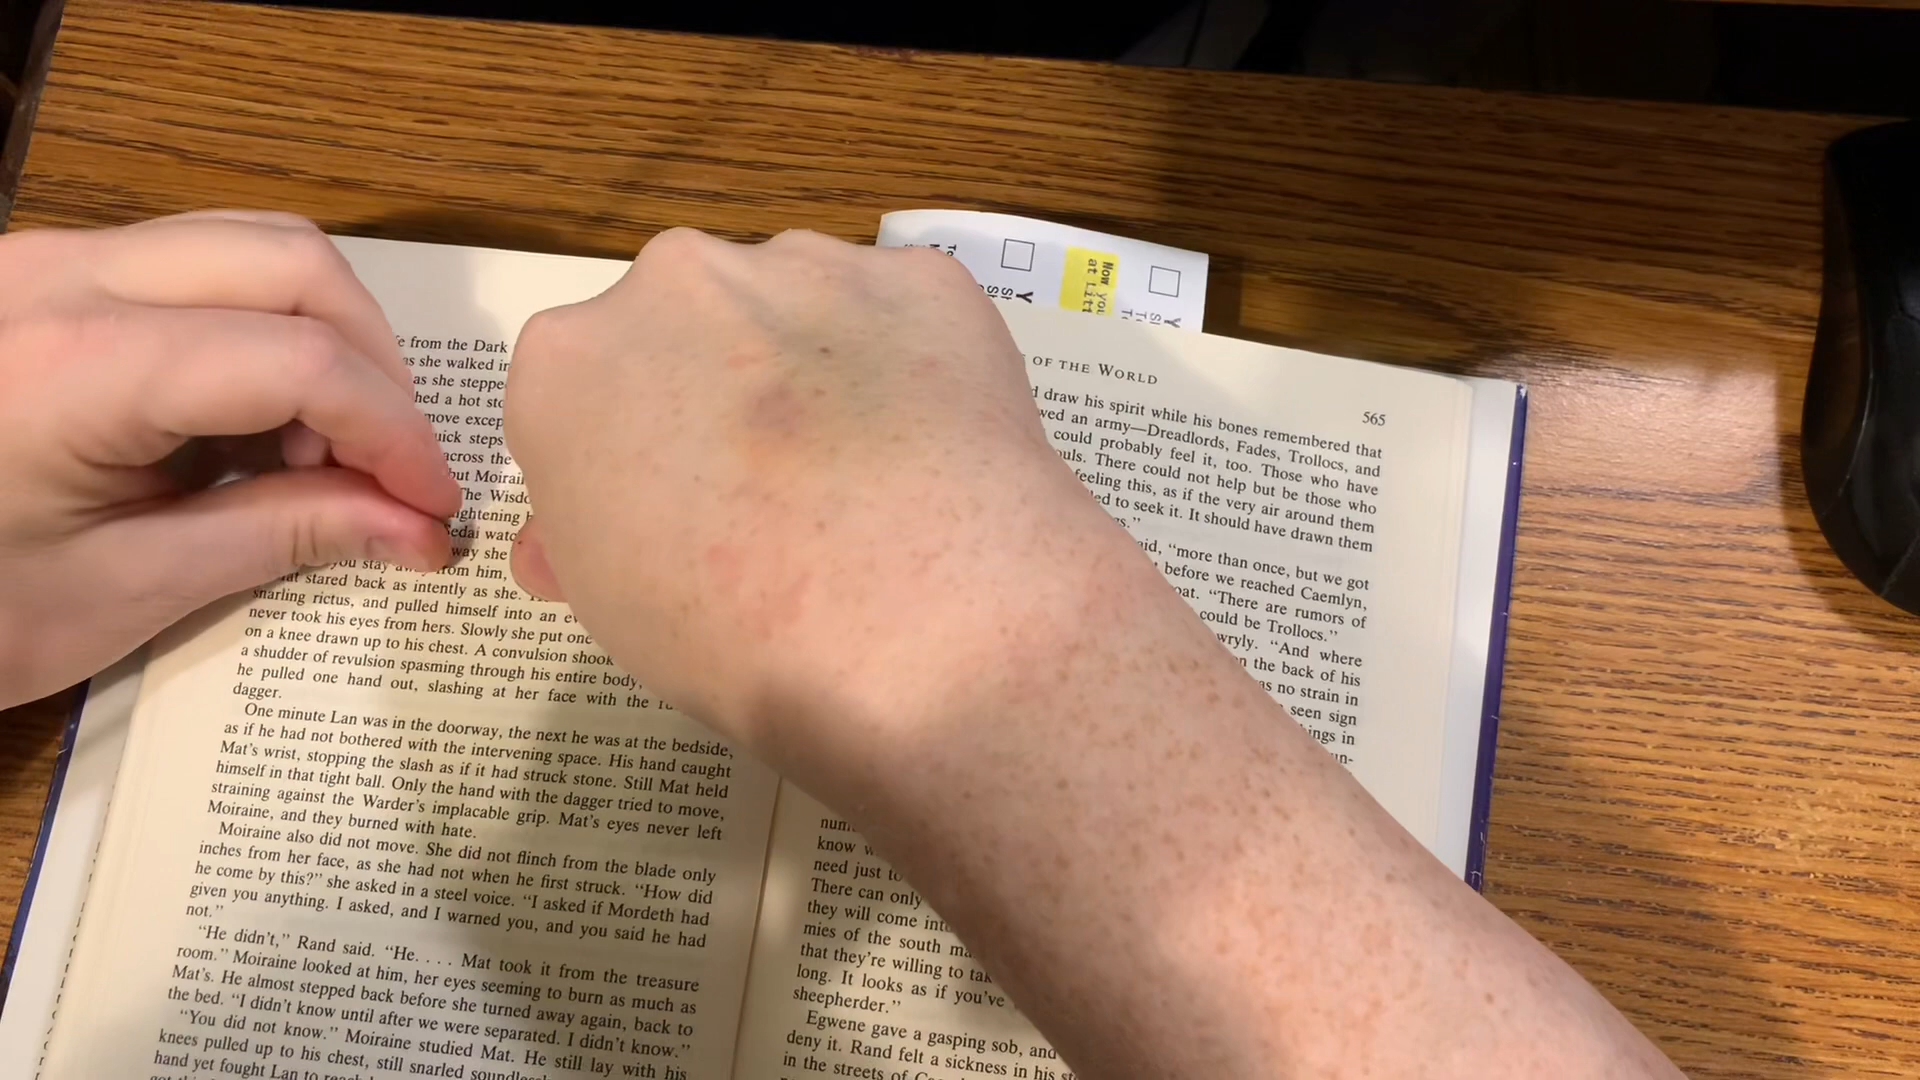 Now you
at Litt
from the Dark
as she walked in
as she steppe
hed a hot sto
move excep
uick steps
across the
but Moirai
The Wisdo
ightening h
Sedai watc
way she
you stay away from him,
at stared back as intently as she.
snarling rictus, and pulled himself into an ev
never took his eyes from hers. Slowly she put one
on a knee drawn up to his chest. A convulsion shook
a shudder of revulsion spasming through his entire body,
he pulled one hand out, slashing at her face with the
dagger.
One minute Lan was in the doorway, the next he was at the bedside,
as if he had not bothered with the intervening space. His hand caught
Mat's wrist, stopping the slash as if it had struck stone. Still Mat held
himself in that tight ball. Only the hand with the dagger tried to move,
straining against the Warder's implacable grip. Mat's eyes never left
Moiraine, and they burned with hate.
Moiraine also did not move. She did not flinch from the blade only
inches from her face, as she had not when he first struck. “How did
he come by this?” she asked in a steel voice. “I asked if Mordeth had
given you anything. I asked, and I warned you, and you said he had
not.”
“He didn't,” Rand said. “He. . . . Mat took it from the treasure
room.” Moiraine looked at him, her eyes seeming to burn as much as
Mat's. He almost stepped back before she turned away again, back to
the bed. “I didn't know until after we were separated. I didn't know.”
“You did not know.” Moiraine studied Mat. He still lay with his
knees pulled up to his chest, still snarled soundless
hand yet fought Lan to reach
OF THE WORLD
565
d draw his spirit while his bones remembered that
wed an army—Dreadlords, Fades, Trollocs, and
could probably feel it, too. Those who have
ouls. There could not help but be those who
feeling this, as if the very air around them
ed to seek it. It should have drawn them
gs.”
aid, “more than once, but we got
before we reached Caemlyn,
oat. “There are rumors of
could be Trollocs.”
wryly. “And where
n the back of his
as no strain in
seen sign
ings in
un-
num
know w
need just to
There can only
they will come into
mies of the south ma
that they're willing to tak
long. It looks as if you've
sheepherder.”
Egwene gave a gasping sob, and
deny it. Rand felt a sickness in his st
in the streets of